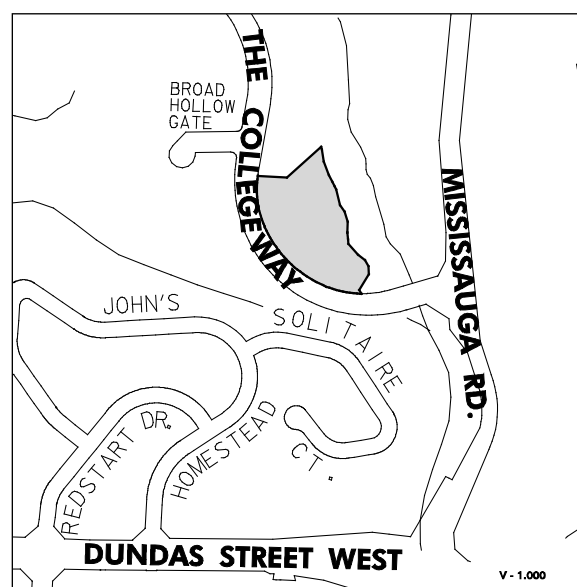 THE COLLEGEWAY
BROAD
HOLLOW
GATE
MISSISSAUGA RD.
JOHN'S
SOLITAIRE
CT.
REDSTART DR.
HOMESTEAD
DUNDAS STREET WEST
V - 1.000